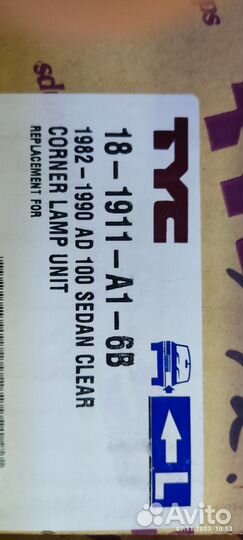 TYC
18-1911-A1-6B
1982-1990 AD 100 SEDAN CLEAR
CORNER LAMP UNIT
REPLACEMENT FOR
L
07.11.2023 10:53
Avito